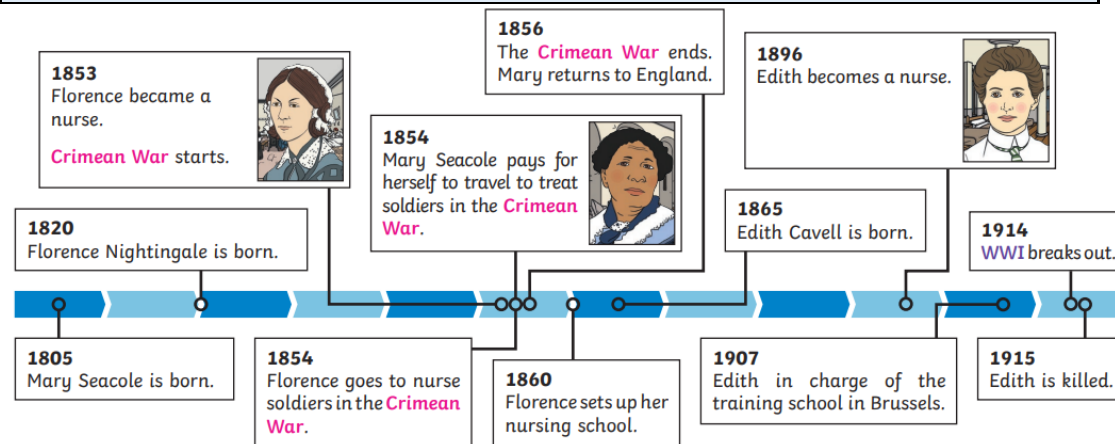 1856
The Crimean War ends.
Mary returns to England.
1853
Florence became a
nurse.
Crimean War starts.
1896
Edith becomes a nurse.
1854
Mary Seacole pays for
herself to travel to treat
soldiers in the Crimean
War.
1820
Florence Nightingale is born.
1865
Edith Cavell is born.
1914
WWI breaks out.
1805
Mary Seacole is born.
1854
Florence goes to nurse
soldiers in the Crimean
War.
1860
Florence sets up her
nursing school.
1907
Edith in charge of the
training school in Brussels.
1915
Edith is killed.